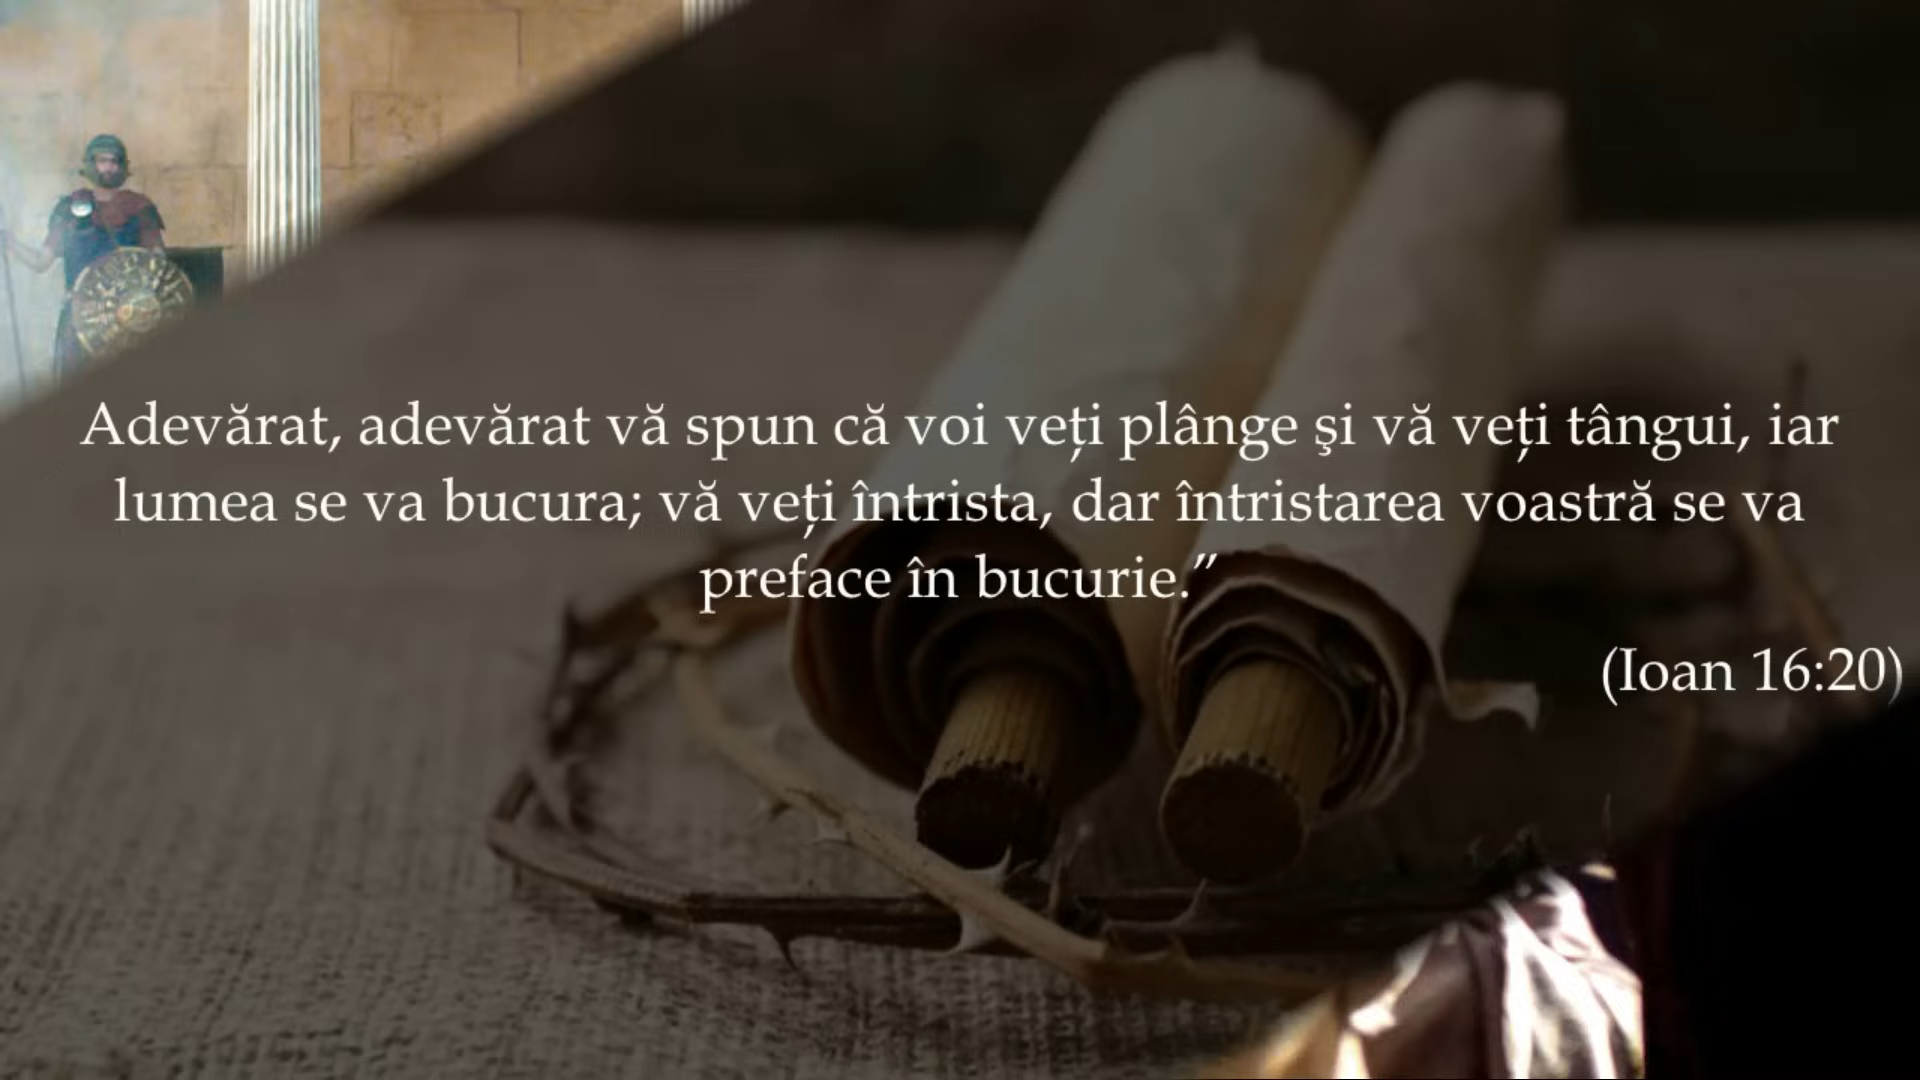 Adevărat, adevărat vă spun că voi veți plânge şi vă veți tângui, iar
lumea se va bucura; vă veți întrista, dar întristarea voastră se va
preface în bucurie.”
(Ioan 16:20)